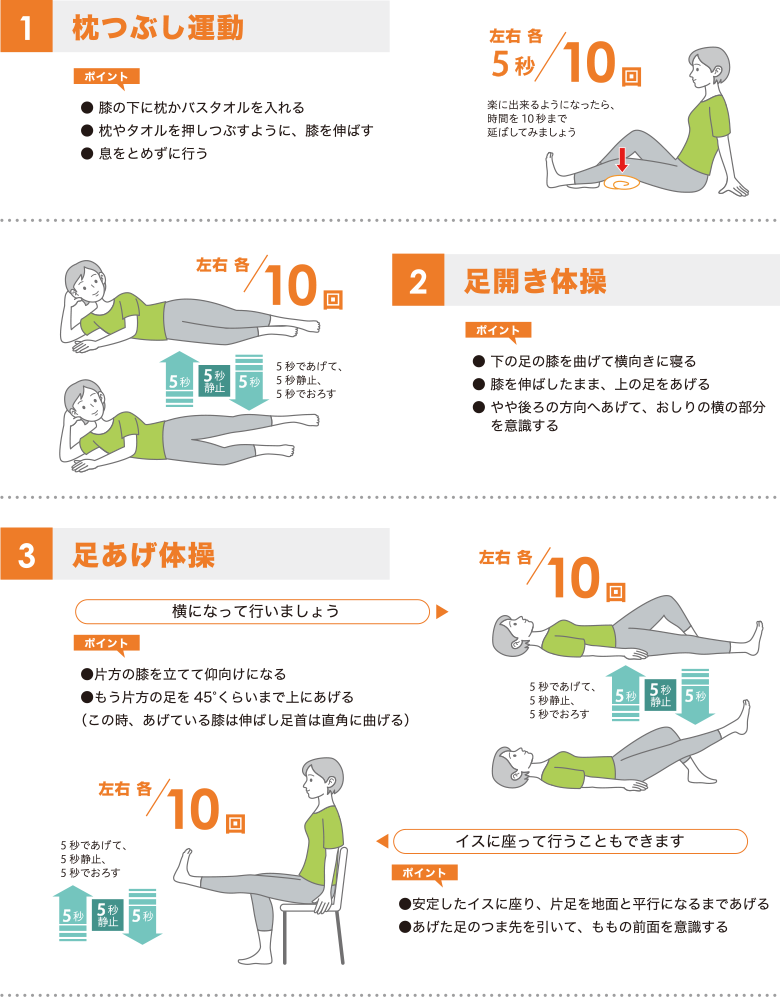 1 枕つぶし運動
ポイント
● 膝の下に枕かバスタオルを入れる
● 枕やタオルを押しつぶすように、膝を伸ばす
● 息をとめずに行う
左右 各
5秒/10回
楽に出来るようになったら、
時間を10秒まで
延ばしてみましょう
左右 各/10回
5秒
5秒静止
5秒
5秒であげて、
5秒静止、
5秒でおろす
2 足開き体操
ポイント
● 下の足の膝を曲げて横向きに寝る
● 膝を伸ばしたまま、上の足をあげる
● やや後ろの方向へあげて、おしりの横の部分
を意識する
3 足あげ体操
横になって行いましょう
ポイント
●片方の膝を立てて仰向けになる
●もう片方の足を45°くらいまで上にあげる
（この時、あげている膝は伸ばし足首は直角に曲げる）
左右 各/10回
5秒であげて、
5秒静止、
5秒でおろす
5秒
5秒静止
5秒
左右 各/10回
5秒であげて、
5秒静止、
5秒でおろす
5秒
5秒静止
5秒
イスに座って行うこともできます
ポイント
●安定したイスに座り、片足を地面と平行になるまであげる
●あげた足のつま先を引いて、ももの前面を意識する